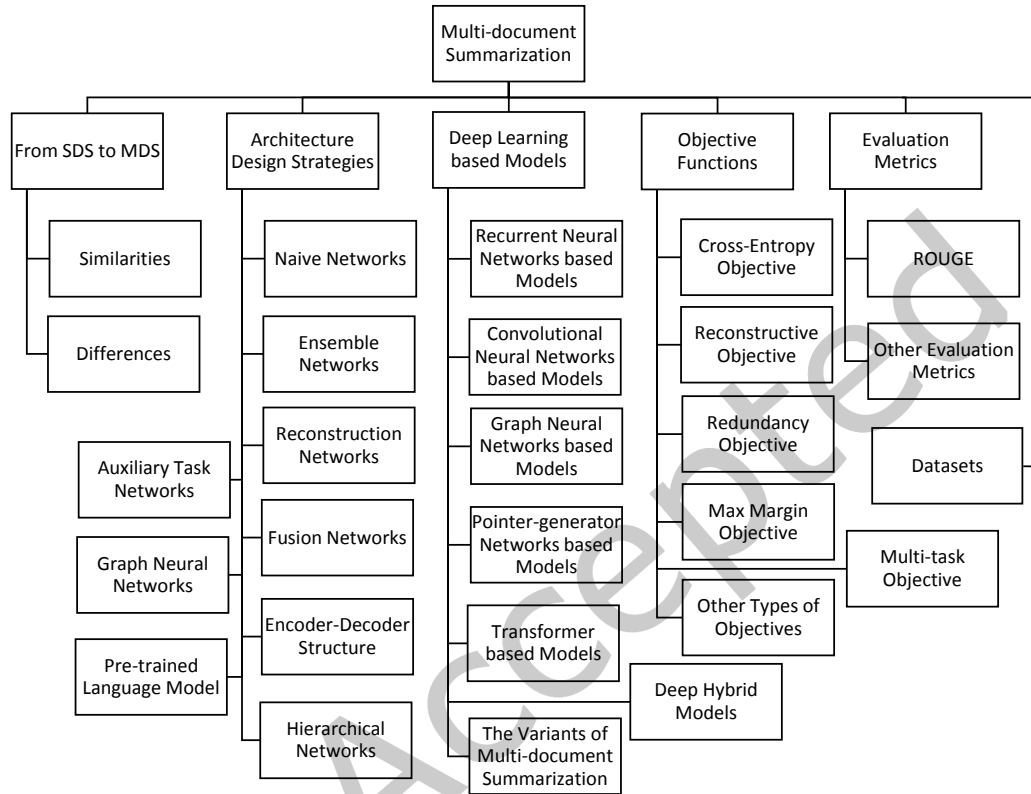 Multi-document
Summarization
From SDS to MDS
Architecture
Design Strategies
Deep Learning
based Models
Objective
Functions
Evaluation
Metrics
Similarities
Differences
Naive Networks
Ensemble
Networks
Reconstruction
Networks
Auxiliary Task
Networks
Fusion Networks
Graph Neural
Networks
Encoder-Decoder
Structure
Pre-trained
Language Model
Hierarchical
Networks
Recurrent Neural
Networks based
Models
Convolutional
Neural Networks
based Models
Graph Neural
Networks based
Models
Pointer-generator
Networks based
Models
Transformer
based Models
Deep Hybrid
Models
The Variants of
Multi-document
Summarization
Cross-Entropy
Objective
Reconstructive
Objective
Redundancy
Objective
Max Margin
Objective
Multi-task
Objective
Other Types of
Objectives
ROUGE
Other Evaluation
Metrics
Datasets
Accepted